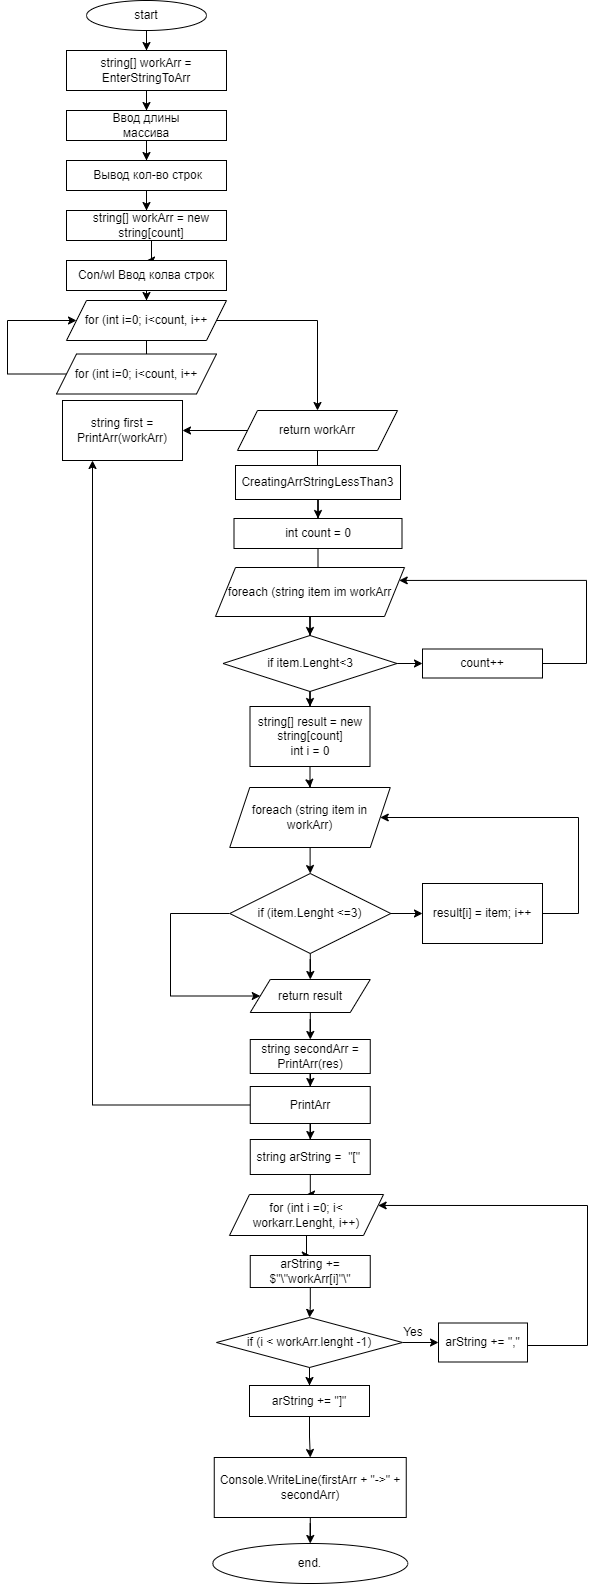 start
string[] workArr =
EnterStringToArr
Ввод длины
массива
Вывод кол-во строк
string[] workArr = new
string[count]
Con/wl Ввод колва строк
for (int i=0; i<count, i++
for (int i=0; i<count, i++
string first =
PrintArr(workArr)
return workArr
CreatingArrStringLessThan3
int count = 0
foreach (string item im workArr
if item.Lenght<3
count++
string[] result = new
string[count]
int i = 0
foreach (string item in
workArr)
if (item.Lenght <=3)
result[i] = item; i++
return result
string secondArr =
PrintArr(res)
PrintArr
string arString = "["
for (int i =0; i<
workarr.Lenght, i++)
arString +=
$"\"workArr[i]"\"
if (i < workArr.lenght -1)
Yes
arString += ","
arString += "]"
Console.WriteLine(firstArr + "->" +
secondArr)
end.